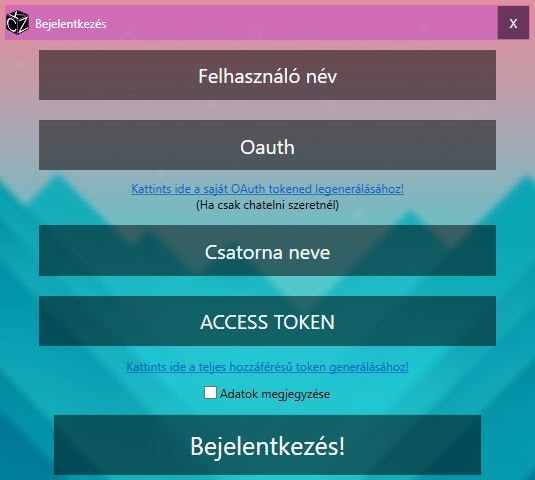 Bejelentkezés
X
Felhasználó név
Oauth
Kattints ide a saját OAuth tokened legenerálásához!
(Ha csak chatelni szeretnél)
Csatorna neve
ACCESS TOKEN
Kattints ide a teljes hozzáférésű token generálásához!
Adatok megjegyzése
Bejelentkezés!